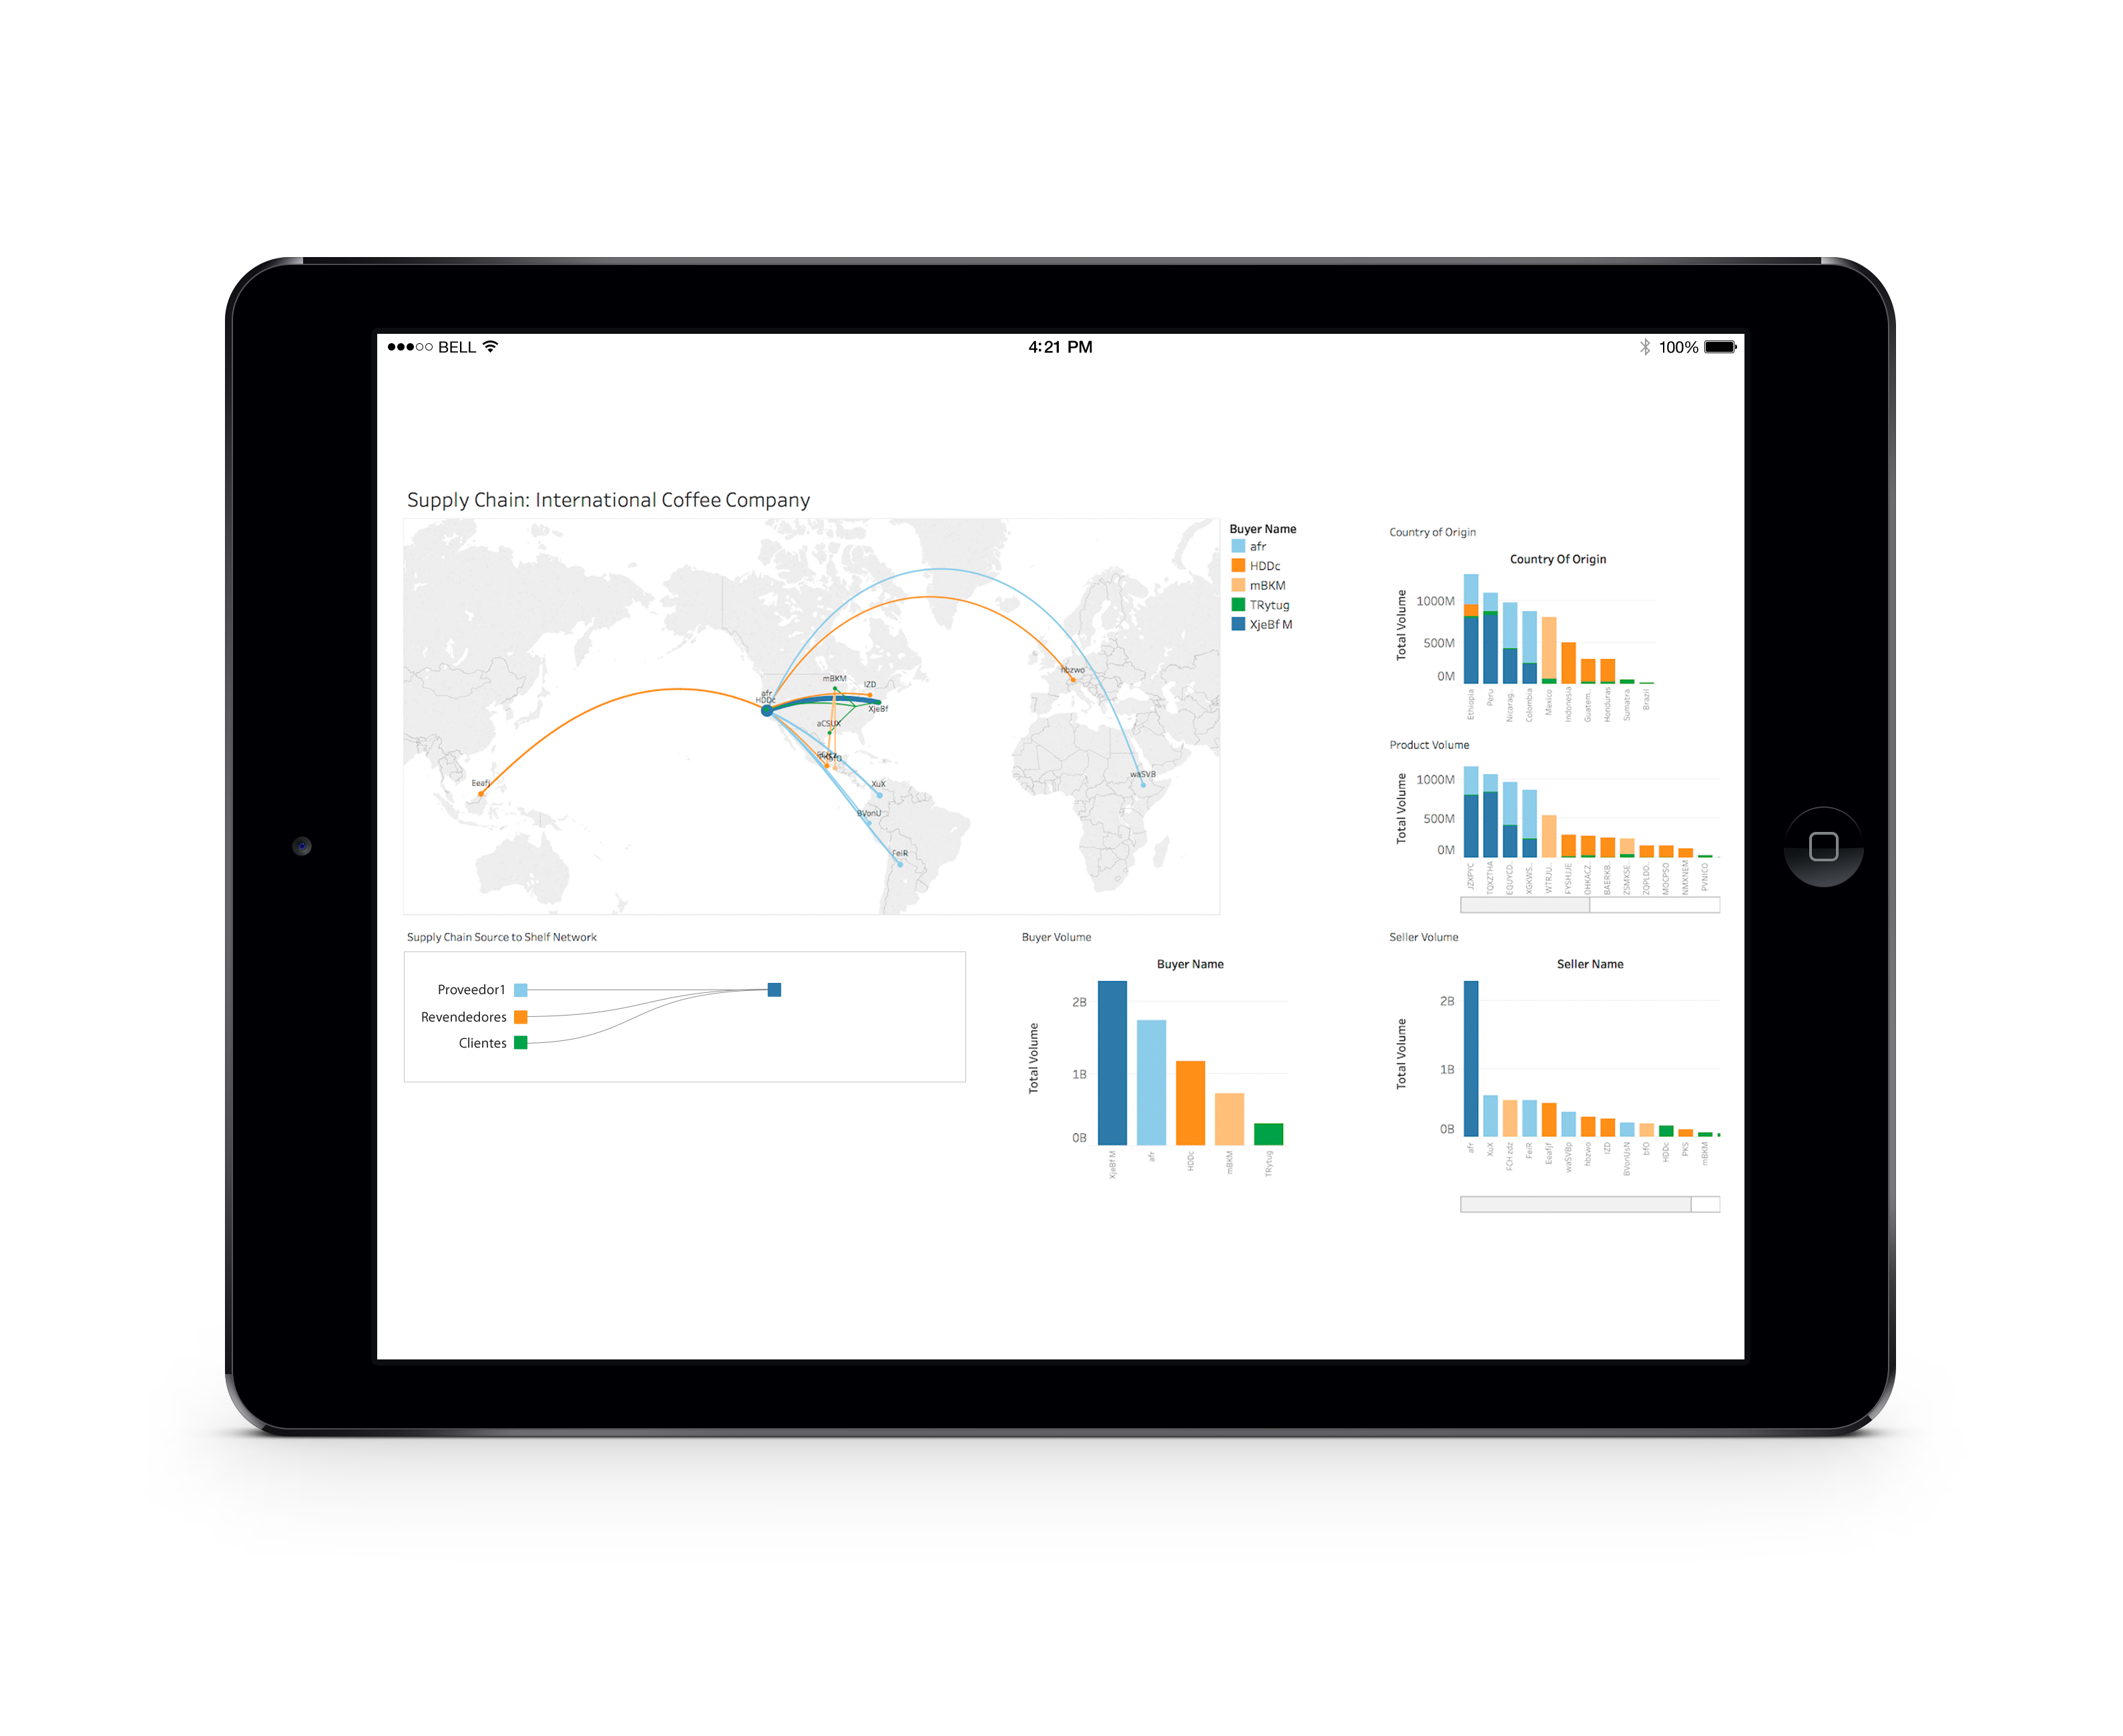 BELL
4:21 PM
100%
Supply Chain: International Coffee Company
mBKM
IZD
afr
HDDc
XjeBf
aCSUX
hbzwo
waSVB
Eeafj
XuX
BVonU
FeiR
Buyer Name
afr
HDDc
mBKM
TRytug
XjeBf M
Country of Origin
Country Of Origin
Total Volume
1000M
500M
0M
Ethiopia
Peru
Nicarag..
Colombia
Mexico
Indonesia
Guatem..
Honduras
Sumatra
Brazil
Product Volume
Total Volume
1000M
500M
0M
JZXPYC
TQXZTHA
EQUYCD..
XGKWS..
WTRJU..
FYSHJJE
OHKACZ..
BAERKB..
ZSMXSE..
ZQPLDO..
MOCPSO
NMXNEM
PVNICO
Supply Chain Source to Shelf Network
Proveedor1
Revendedores
Clientes
Buyer Volume
Buyer Name
Total Volume
2B
1B
0B
XjeBf M
afr
HDDc
mBKM
TRytug
Seller Volume
Seller Name
Total Volume
2B
1B
0B
afr
XuX
FCH zdz
FeiR
Eeafjf
waSVBp
hbzwo
IZD
BVonUsN
bfO
HDDc
PKS
mBKM